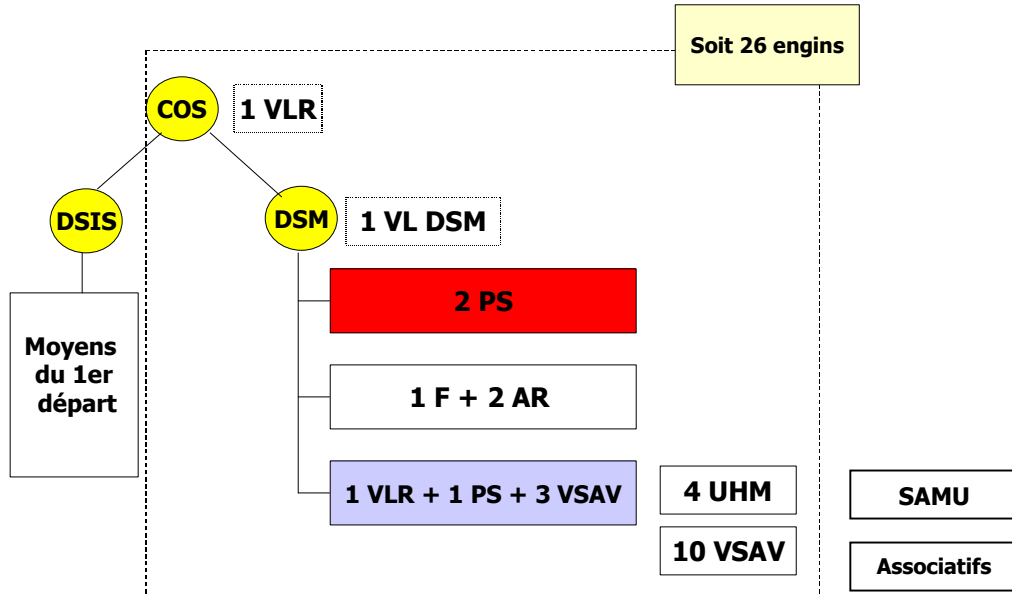 Soit 26 engins
COS
1 VLR
DSIS
DSM
1 VL DSM
2 PS
Moyens
du 1er
départ
1 F + 2 AR
1 VLR + 1 PS + 3 VSAV
4 UHM
SAMU
10 VSAV
Associatifs